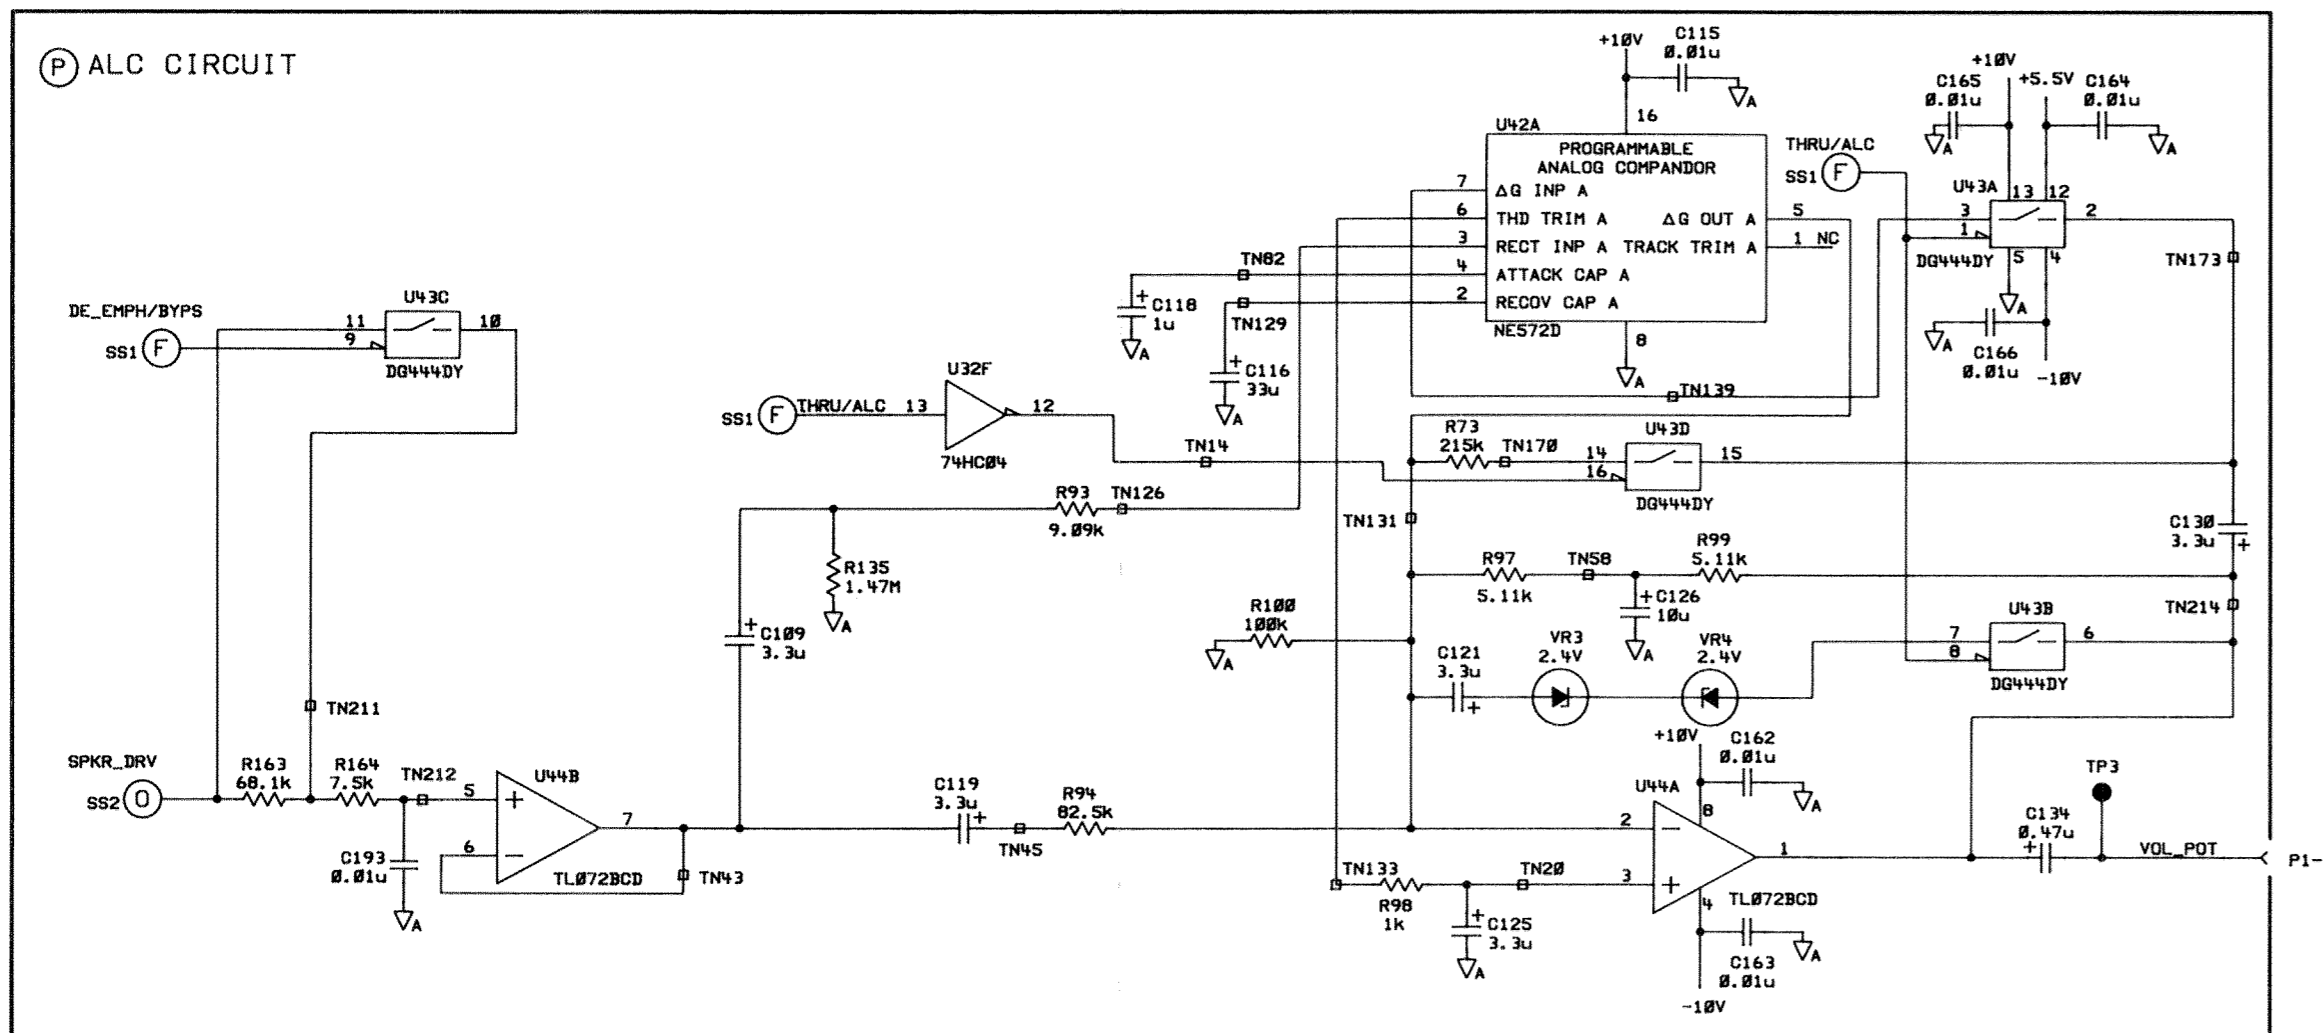 P ALC CIRCUIT
+10V
C115
0.01u
A
16
U42A
PROGRAMMABLE
ANALOG COMPANDOR
7 ΔG INP A
6 THD TRIM A
3 RECT INP A
4 ATTACK CAP A
2 RECOV CAP A
ΔG OUT A 5
TRACK TRIM A 1 NC
NE572D
8
A
+10V
+5.5V
C165
0.01u
A
C164
0.01u
A
THRU/ALC
SS1 F
U43A
13 12
3
1
2
DG444DY
5 4
A
A
C166
0.01u
-10V
TN173
TN82
C118
1u
A
TN129
C116
33u
A
TN139
DE_EMPH/BYPS
SS1 F
U43C
11
9
10
DG444DY
SS1 F THRU/ALC 13
U32F
12
74HC04
TN14
R73
215k
TN170
U43D
14
16
15
DG444DY
R93
9.09k
TN126
TN131
R135
1.47M
A
C130
3.3u
+
R97
5.11k
TN58
R99
5.11k
C126
10u
A
TN214
R100
100k
A
C109
3.3u
C121
3.3u
+
VR3
2.4V
VR4
2.4V
U43B
7
8
6
DG444DY
TN211
SPKR_DRV
SS2 O
R163
68.1k
R164
7.5k
TN212
5
6
U44B
7
TL072BCD
TN43
C193
0.01u
A
C119
3.3u
+
TN45
R94
82.5k
+10V
C162
0.01u
A
U44A
8
2
3
1
4
TL072BCD
C163
0.01u
A
-10V
TN133
R98
1k
TN20
C125
3.3u
A
TP3
C134
0.47u
+
VOL_POT
P1-